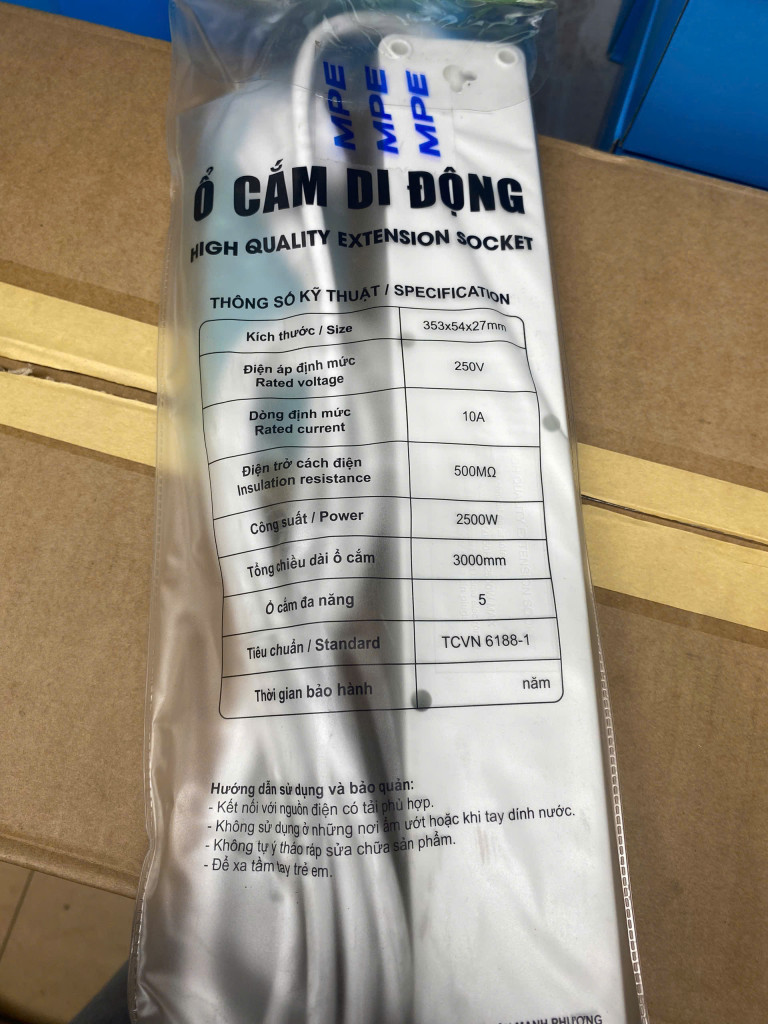 MPE
MPE
MPE
Ổ CẮM DI ĐỘNG
HIGH QUALITY EXTENSION SOCKET
THÔNG SỐ KỸ THUẬT / SPECIFICATION
Kích thước / Size 353x54x27mm
Điện áp định mức
Rated voltage 250V
Dòng định mức
Rated current 10A
Điện trở cách điện
Insulation resistance 500MΩ
Công suất / Power 2500W
Tổng chiều dài ổ cắm 3000mm
Ổ cắm đa năng 5
Tiêu chuẩn / Standard TCVN 6188-1
Thời gian bảo hành năm
Hướng dẫn sử dụng và bảo quản:
- Kết nối với nguồn điện có tải phù hợp.
- Không sử dụng ở những nơi ẩm ướt hoặc khi tay dính nước.
- Không tự ý tháo ráp sửa chữa sản phẩm.
- Để xa tầm tay trẻ em.
MẠNH PHƯƠNG